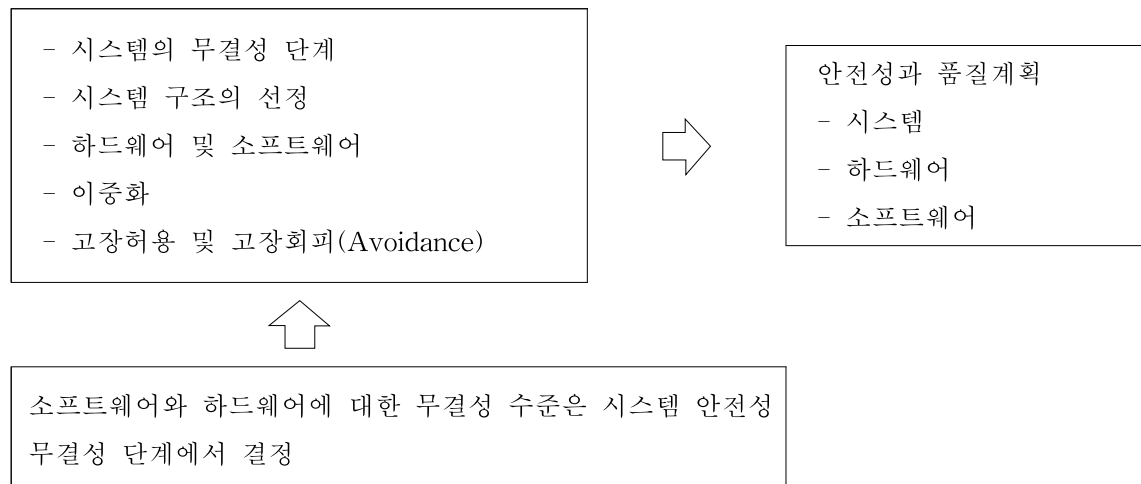 - 시스템의 무결성 단계
- 시스템 구조의 선정
- 하드웨어 및 소프트웨어
- 이중화
- 고장허용 및 고장회피(Avoidance)
안전성과 품질계획
- 시스템
- 하드웨어
- 소프트웨어
소프트웨어와 하드웨어에 대한 무결성 수준은 시스템 안전성
무결성 단계에서 결정